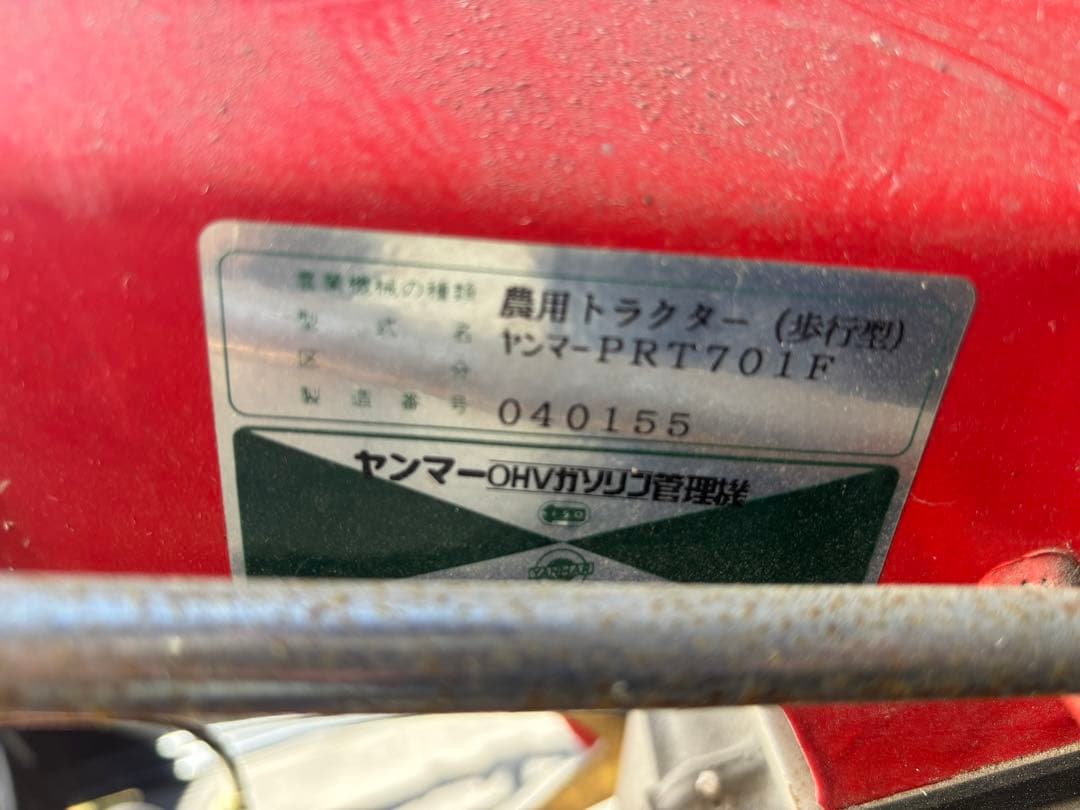 農業機械の種類 農用トラクター (歩行型)
型式名 ヤンマーPRT701F
区分
製造番号 040155
ヤンマーOHVガソリン管理機
YANMAR